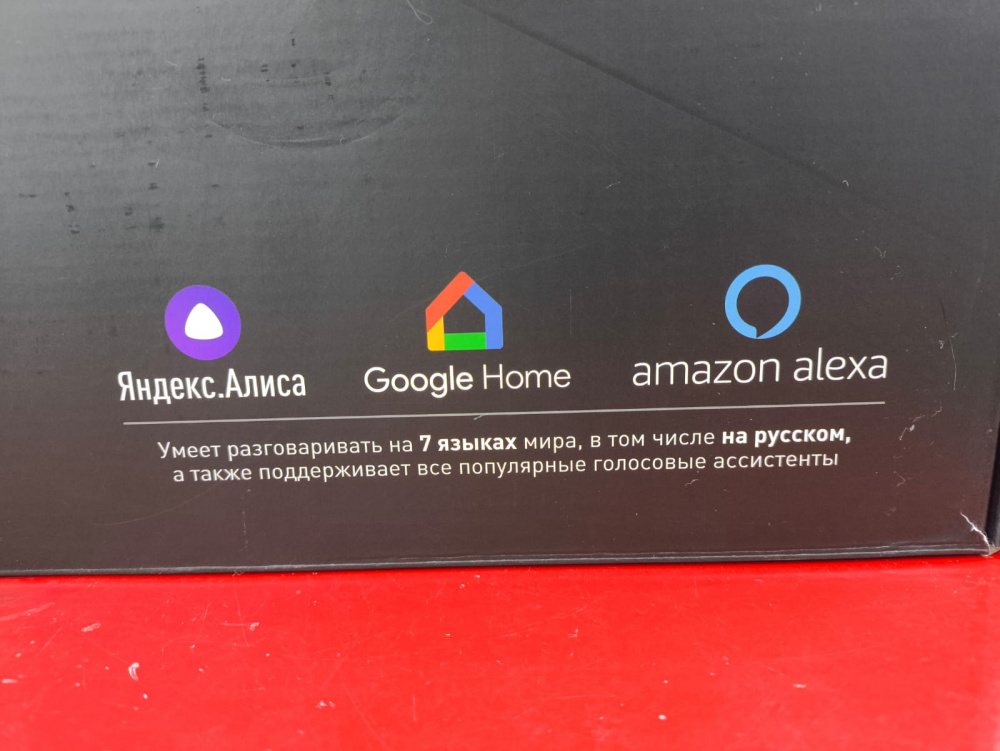 Яндекс.Алиса
Google Home
amazon alexa
Умеет разговаривать на 7 языках мира, в том числе на русском,
а также поддерживает все популярные голосовые ассистенты